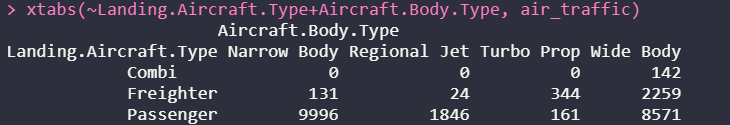 > xtabs(~Landing.Aircraft.Type+Aircraft.Body.Type, air_traffic)
Aircraft.Body.Type
Landing.Aircraft.Type Narrow Body Regional Jet Turbo Prop Wide Body
Combi 0 0 0 142
Freighter 131 24 344 2259
Passenger 9996 1846 161 8571